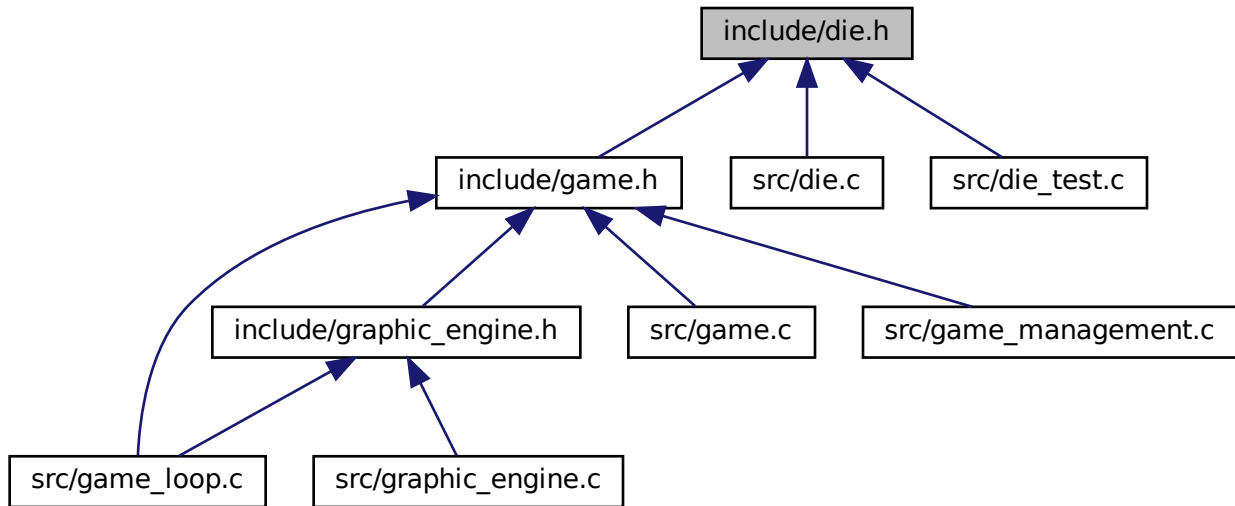 include/die.h
include/game.h
src/die.c
src/die_test.c
include/graphic_engine.h
src/game.c
src/game_management.c
src/game_loop.c
src/graphic_engine.c